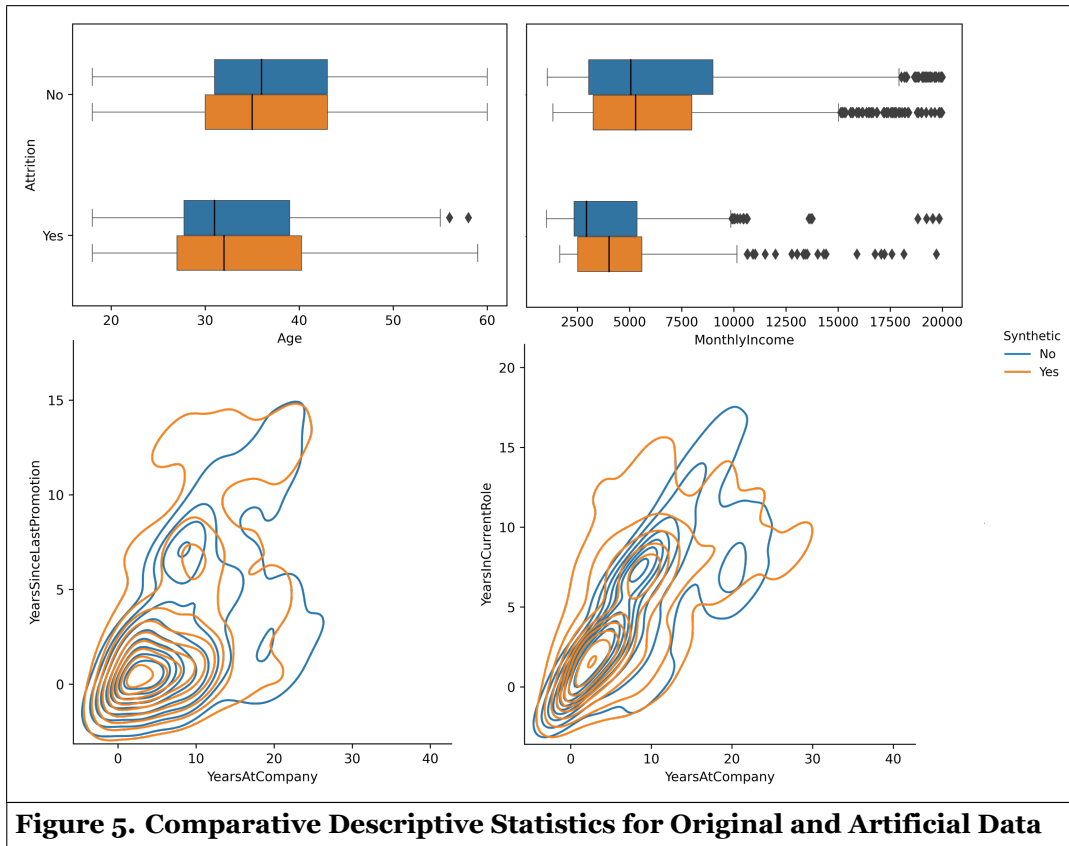 No
Yes
Attrition
20 30 40 50 60
Age
2500 5000 7500 10000 12500 15000 17500 20000
MonthlyIncome
Synthetic
No
Yes
15
10
5
0
YearsSinceLastPromotion
0 10 20 30 40
YearsAtCompany
20
15
10
5
0
YearsInCurrentRole
0 10 20 30 40
YearsAtCompany
Figure 5. Comparative Descriptive Statistics for Original and Artificial Data